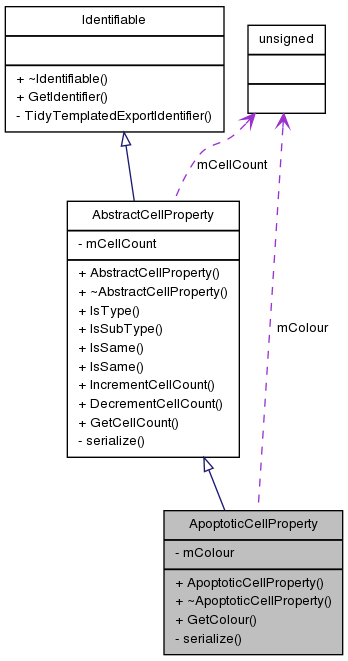 Identifiable
+ ~Identifiable()
+ GetIdentifier()
- TidyTemplatedExportIdentifier()
unsigned
mCellCount
AbstractCellProperty
- mCellCount
+ AbstractCellProperty()
+ ~AbstractCellProperty()
+ IsType()
+ IsSubType()
+ IsSame()
+ IsSame()
+ IncrementCellCount()
+ DecrementCellCount()
+ GetCellCount()
- serialize()
mColour
ApoptoticCellProperty
- mColour
+ ApoptoticCellProperty()
+ ~ApoptoticCellProperty()
+ GetColour()
- serialize()